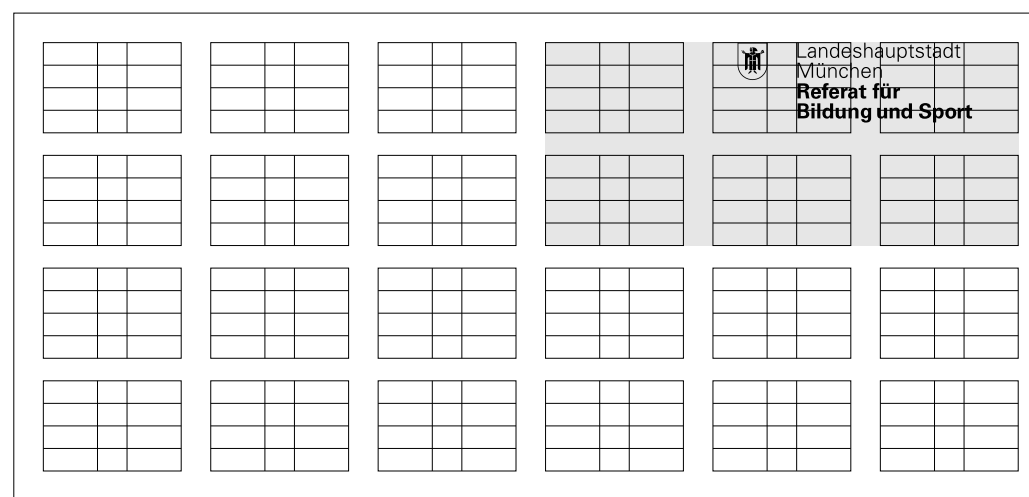 Landeshauptstadt
München
Referat für
Bildung und Sport